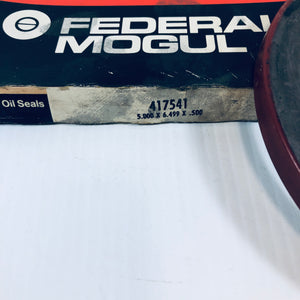 FEDERAL
MOGUL
Oil Seals
417541
5.000 X 6.499 X .500